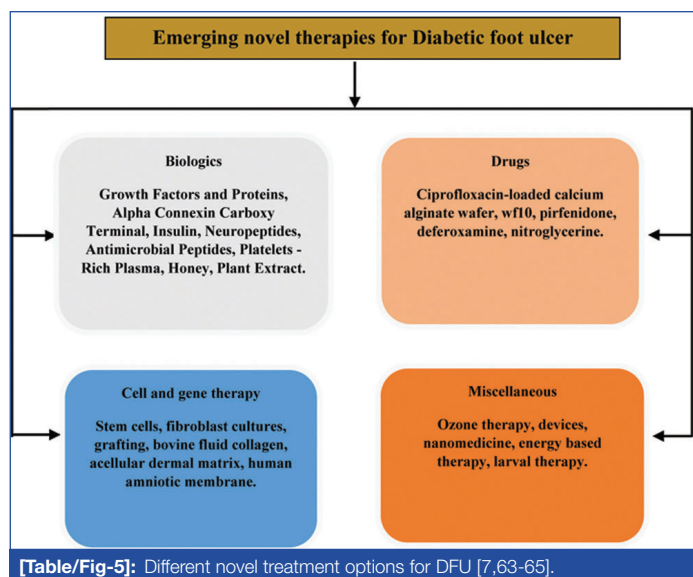 Emerging novel therapies for Diabetic foot ulcer
Biologics
Growth Factors and Proteins,
Alpha Connexin Carboxy
Terminal, Insulin, Neuropeptides,
Antimicrobial Peptides, Platelets -
Rich Plasma, Honey, Plant Extract.
Drugs
Ciprofloxacin-loaded calcium
alginate wafer, wf10, pirfenidone,
deferoxamine, nitroglycerine.
Cell and gene therapy
Stem cells, fibroblast cultures,
grafting, bovine fluid collagen,
acellular dermal matrix, human
amniotic membrane.
Miscellaneous
Ozone therapy, devices,
nanomedicine, energy based
therapy, larval therapy.
[Table/Fig-5]: Different novel treatment options for DFU [7,63-65].